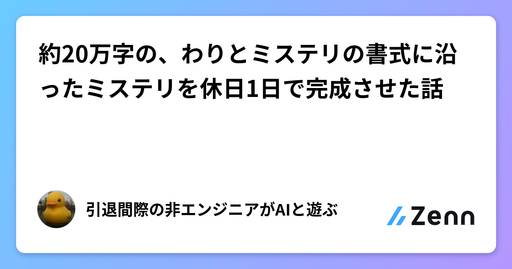 約20万字の、わりとミステリの書式に沿
ったミステリを休日1日で完成させた話
引退間際の非エンジニアがAIと遊ぶ
Zenn